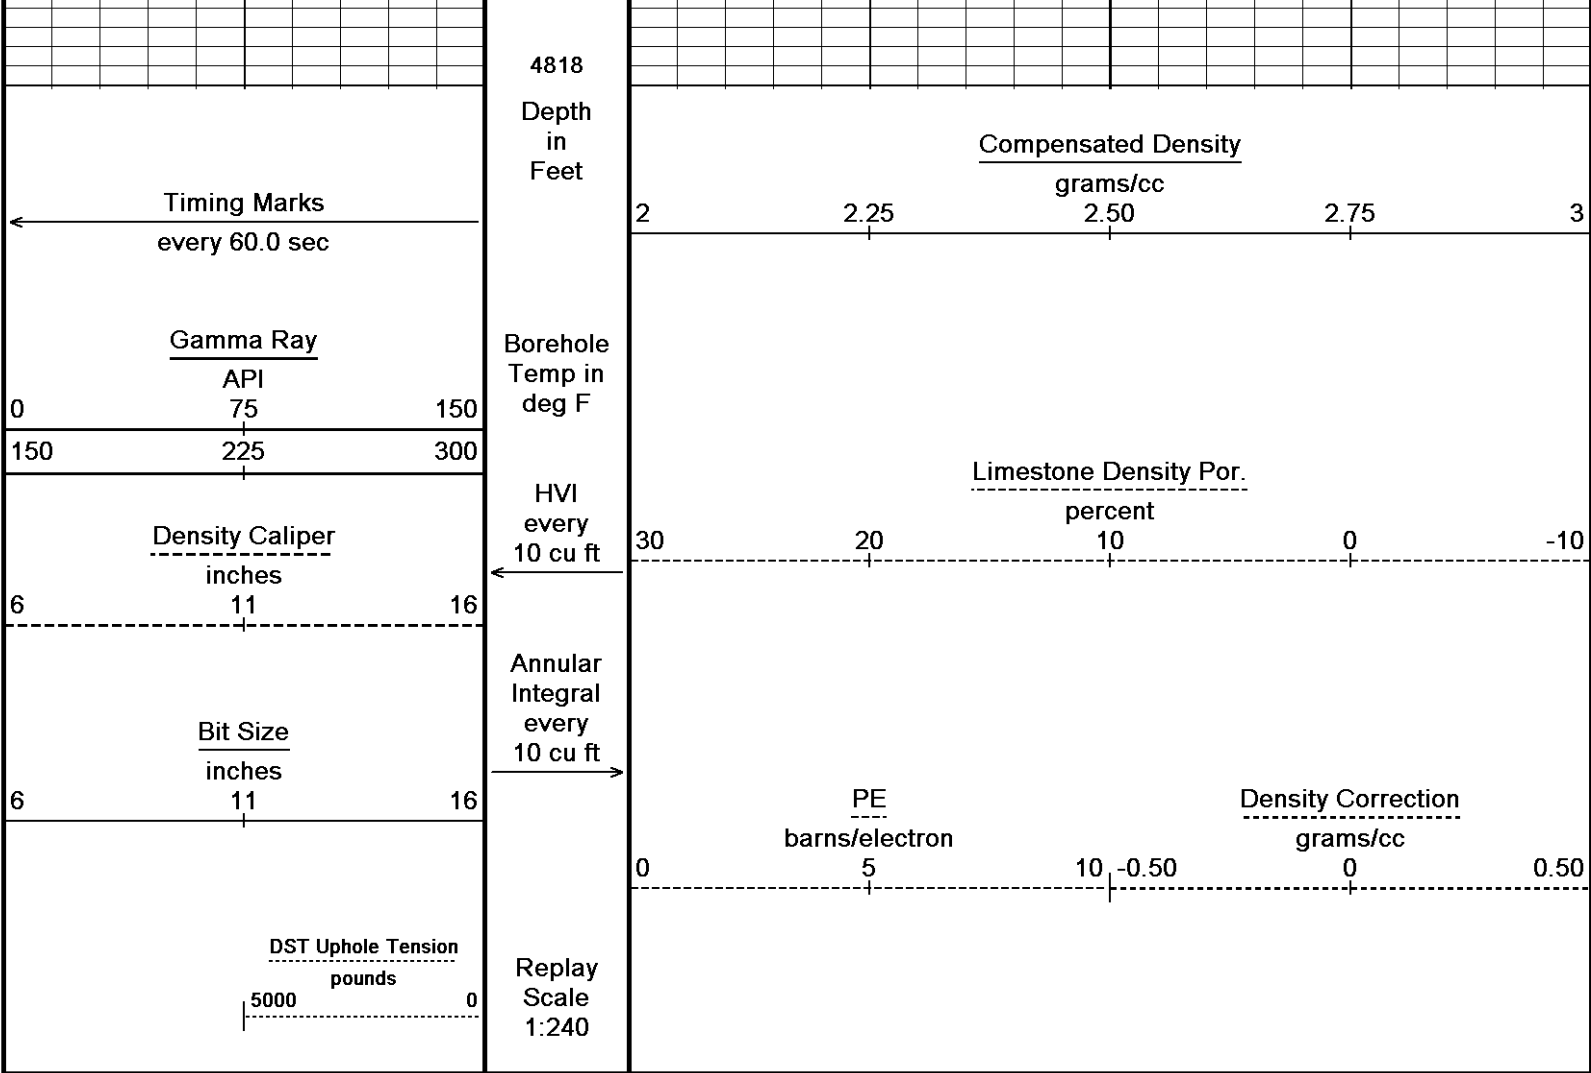 4818
Depth
in
Feet
Timing Marks
every 60.0 sec
Gamma Ray
API
0 75 150
150 225 300
Density Caliper
inches
6 11 16
Bit Size
inches
6 11 16
DST Uphole Tension
pounds
5000 0
Borehole
Temp in
deg F
HVI
every
10 cu ft
Annular
Integral
every
10 cu ft
Replay
Scale
1:240
Compensated Density
grams/cc
2 2.25 2.50 2.75 3
Limestone Density Por.
percent
30 20 10 0 -10
PE
barns/electron
0 5 10
Density Correction
grams/cc
-0.50 0 0.50